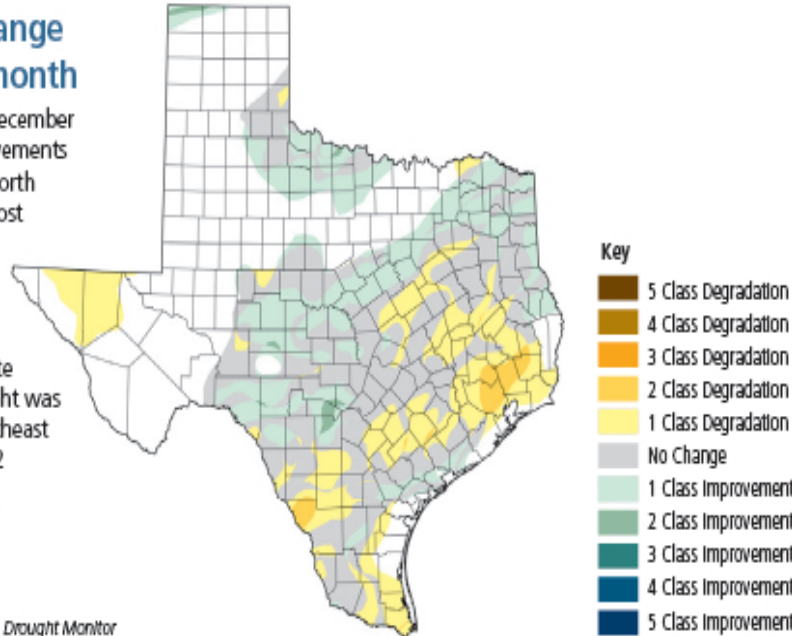 ange
month
ecember
ements
orth
ost
te
ht was
heast
2
Drought Monitor
Key
5 Class Degradation
4 Class Degradation
3 Class Degradation
2 Class Degradation
1 Class Degradation
No Change
1 Class Improvement
2 Class Improvement
3 Class Improvement
4 Class Improvement
5 Class Improvement